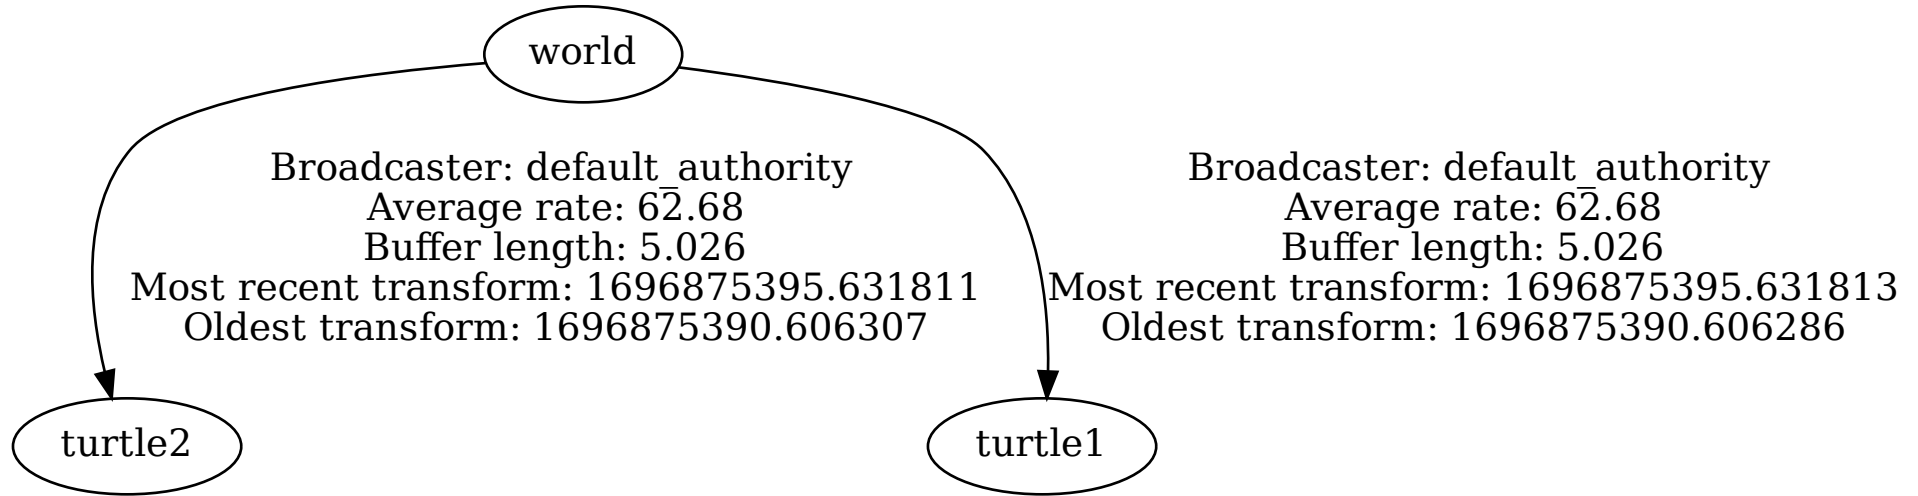 world
Broadcaster: default_authority
Average rate: 62.68
Buffer length: 5.026
Most recent transform: 1696875395.631811
Oldest transform: 1696875390.606307
Broadcaster: default_authority
Average rate: 62.68
Buffer length: 5.026
Most recent transform: 1696875395.631813
Oldest transform: 1696875390.606286
turtle2
turtle1